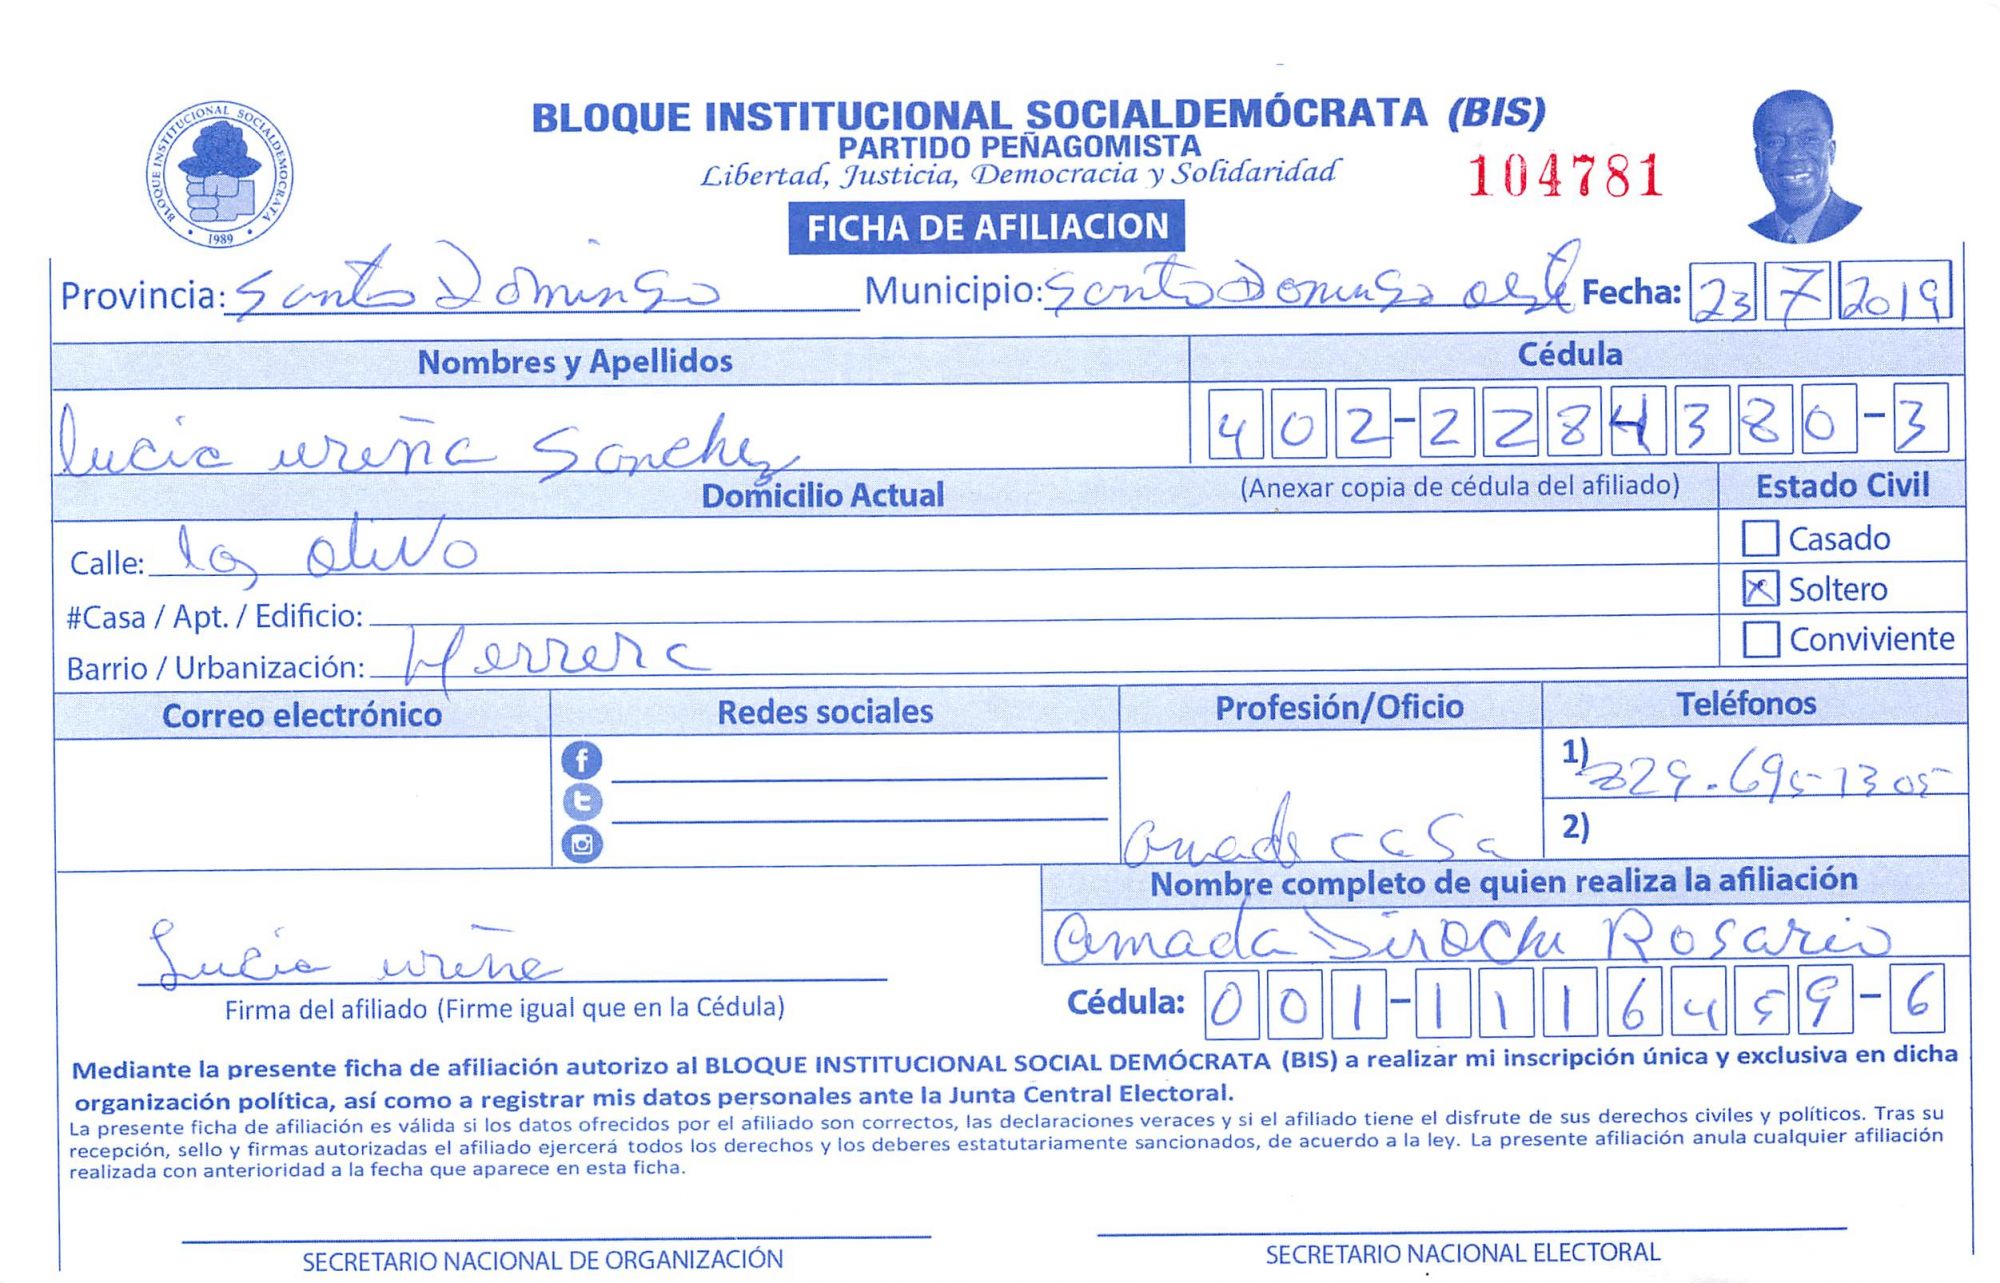 BLOQUE INSTITUCIONAL SOCIALDEMÓCRATA (BIS)
PARTIDO PEÑAGOMISTA
Libertad, Justicia, Democracia y Solidaridad
104781
BLOQUE INSTITUCIONAL SOCIALDEMOCRATA
1989
FICHA DE AFILIACION
Provincia: Santo Domingo Municipio: Santo Domingo oeste Fecha: 23 7 2019
Nombres y Apellidos Cédula
lucia ureña Sanchez 402-2284380-3
Domicilio Actual (Anexar copia de cédula del afiliado) Estado Civil
Calle: los olivo Casado
#Casa / Apt. / Edificio: Soltero
Barrio / Urbanización: Herrera Conviviente
Correo electrónico Redes sociales Profesión/Oficio Teléfonos
1) 829-695-1305
ama de casa 2)
Nombre completo de quien realiza la afiliación
Lucia ureña amada Rosario
Firma del afiliado (Firme igual que en la Cédula) Cédula: 001-1116459-6
Mediante la presente ficha de afiliación autorizo al BLOQUE INSTITUCIONAL SOCIAL DEMÓCRATA (BIS) a realizar mi inscripción única y exclusiva en dicha
organización política, así como a registrar mis datos personales ante la Junta Central Electoral.
La presente ficha de afiliación es válida si los datos ofrecidos por el afiliado son correctos, las declaraciones veraces y si el afiliado tiene el disfrute de sus derechos civiles y políticos. Tras su
recepción, sello y firmas autorizadas el afiliado ejercerá todos los derechos y los deberes estatutariamente sancionados, de acuerdo a la ley. La presente afiliación anula cualquier afiliación
realizada con anterioridad a la fecha que aparece en esta ficha.
SECRETARIO NACIONAL DE ORGANIZACIÓN SECRETARIO NACIONAL ELECTORAL